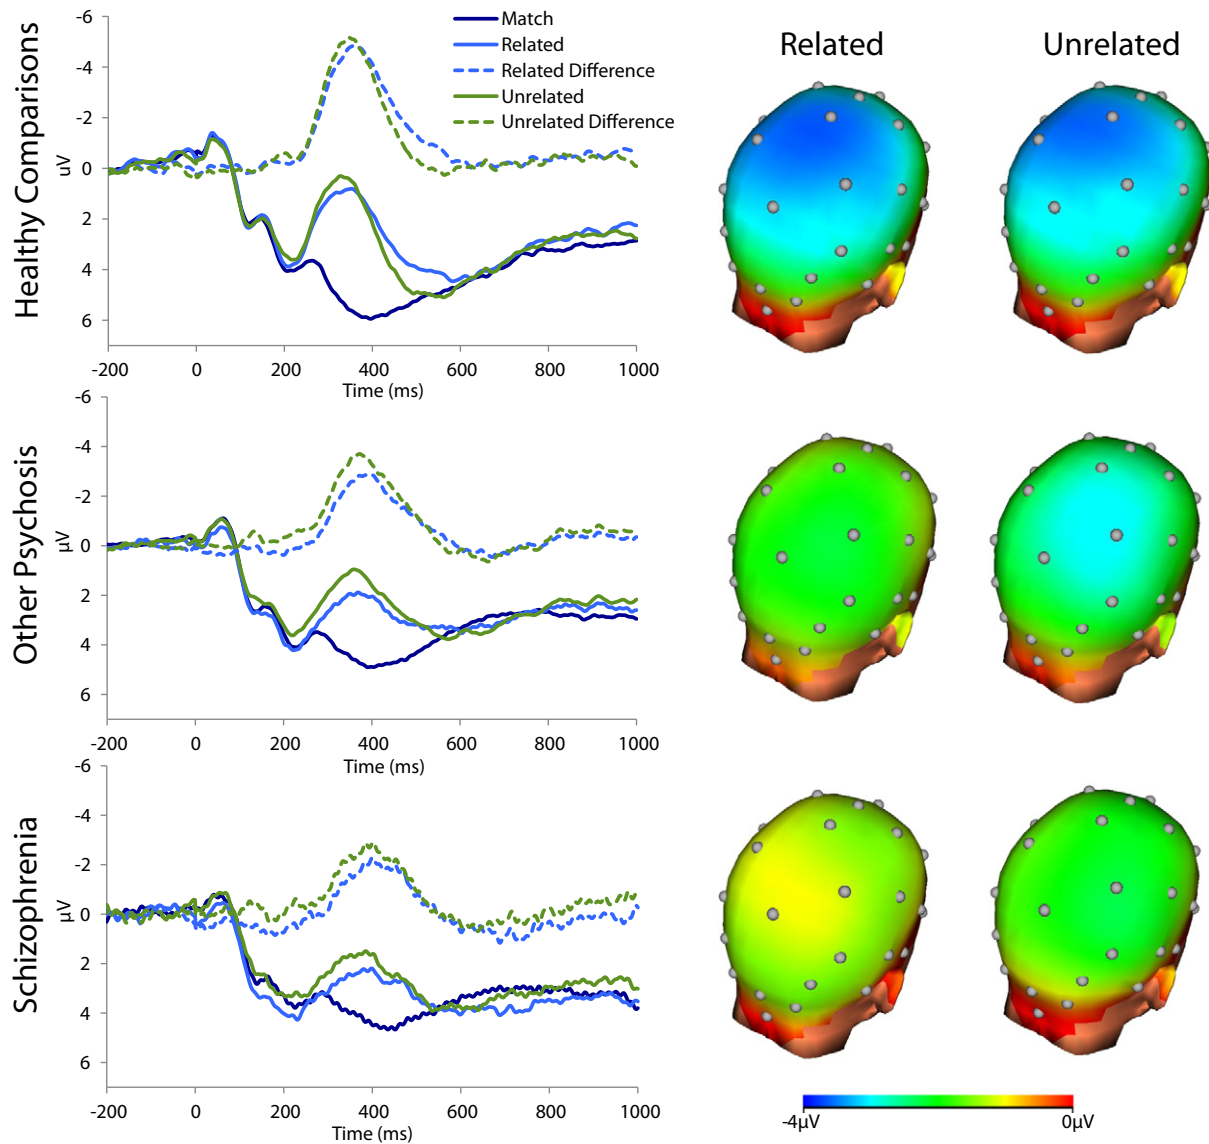 Healthy Comparisons
uV
-6
-4
-2
0
2
4
6
-200 0 200 400 600 800 1000
Time (ms)
Match
Related
Related Difference
Unrelated
Unrelated Difference
Related Unrelated
Other Psychosis
µV
-6
-4
-2
0
2
4
6
-200 0 200 400 600 800 1000
Time (ms)
Schizophrenia
µV
-6
-4
-2
0
2
4
6
-200 0 200 400 600 800 1000
Time (ms)
-4µV 0µV